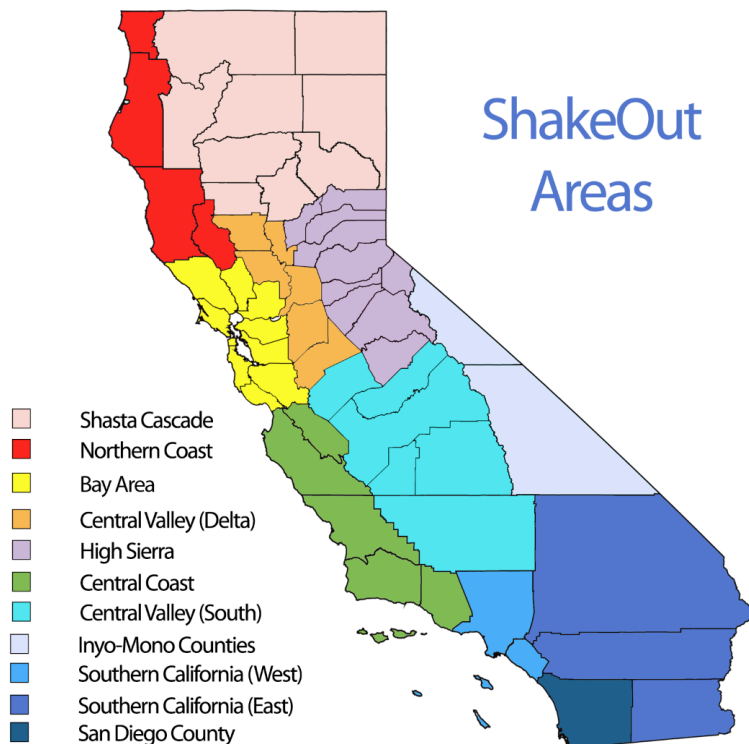 ShakeOut
Areas
Shasta Cascade
Northern Coast
Bay Area
Central Valley (Delta)
High Sierra
Central Coast
Central Valley (South)
Inyo-Mono Counties
Southern California (West)
Southern California (East)
San Diego County